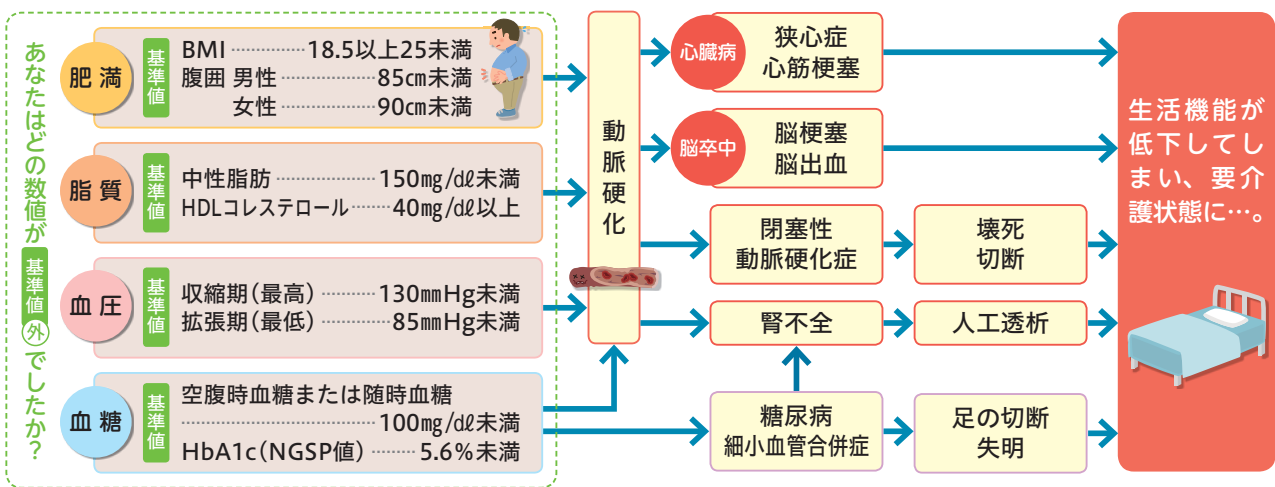 あなたはどの数値が基準値外でしたか?
肥満
基準値
BMI ……………18.5以上25未満
腹囲 男性 ………………85㎝未満
女性 ………………90㎝未満
脂質
基準値
中性脂肪 …………………150㎎/㎗未満
HDLコレステロール ………40㎎/㎗以上
血圧
基準値
収縮期(最高) …………130㎜Hg未満
拡張期(最低) ……………85㎜Hg未満
血糖
基準値
空腹時血糖または随時血糖
……………………………………100㎎/㎗未満
HbA1c(NGSP値) ………5.6%未満
動脈硬化
心臓病
狭心症
心筋梗塞
脳卒中
脳梗塞
脳出血
閉塞性
動脈硬化症
壊死
切断
腎不全
人工透析
糖尿病
細小血管合併症
足の切断
失明
生活機能が
低下してし
まい、要介
護状態に…。